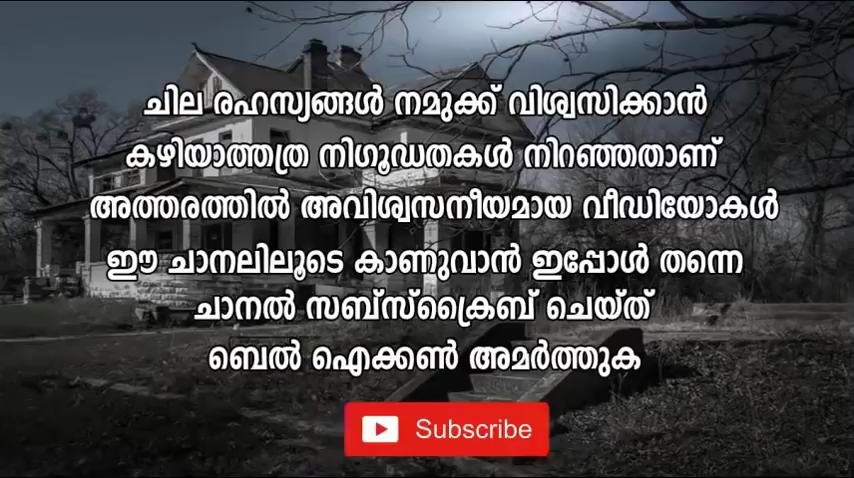 ചില രഹസ്യങ്ങൾ നമുക്ക് വിശ്വസിക്കാൻ
കഴിയാത്തത്ര നിഗൂഡതകൾ നിറഞ്ഞതാണ്
അത്തരത്തിൽ അവിശ്വസനീയമായ വീഡിയോകൾ
ഈ ചാനലിലൂടെ കാണുവാൻ ഇപ്പോൾ തന്നെ
ചാനൽ സബ്സ്ക്രൈബ് ചെയ്ത്
ബെൽ ഐക്കൺ അമർത്തുക
Subscribe